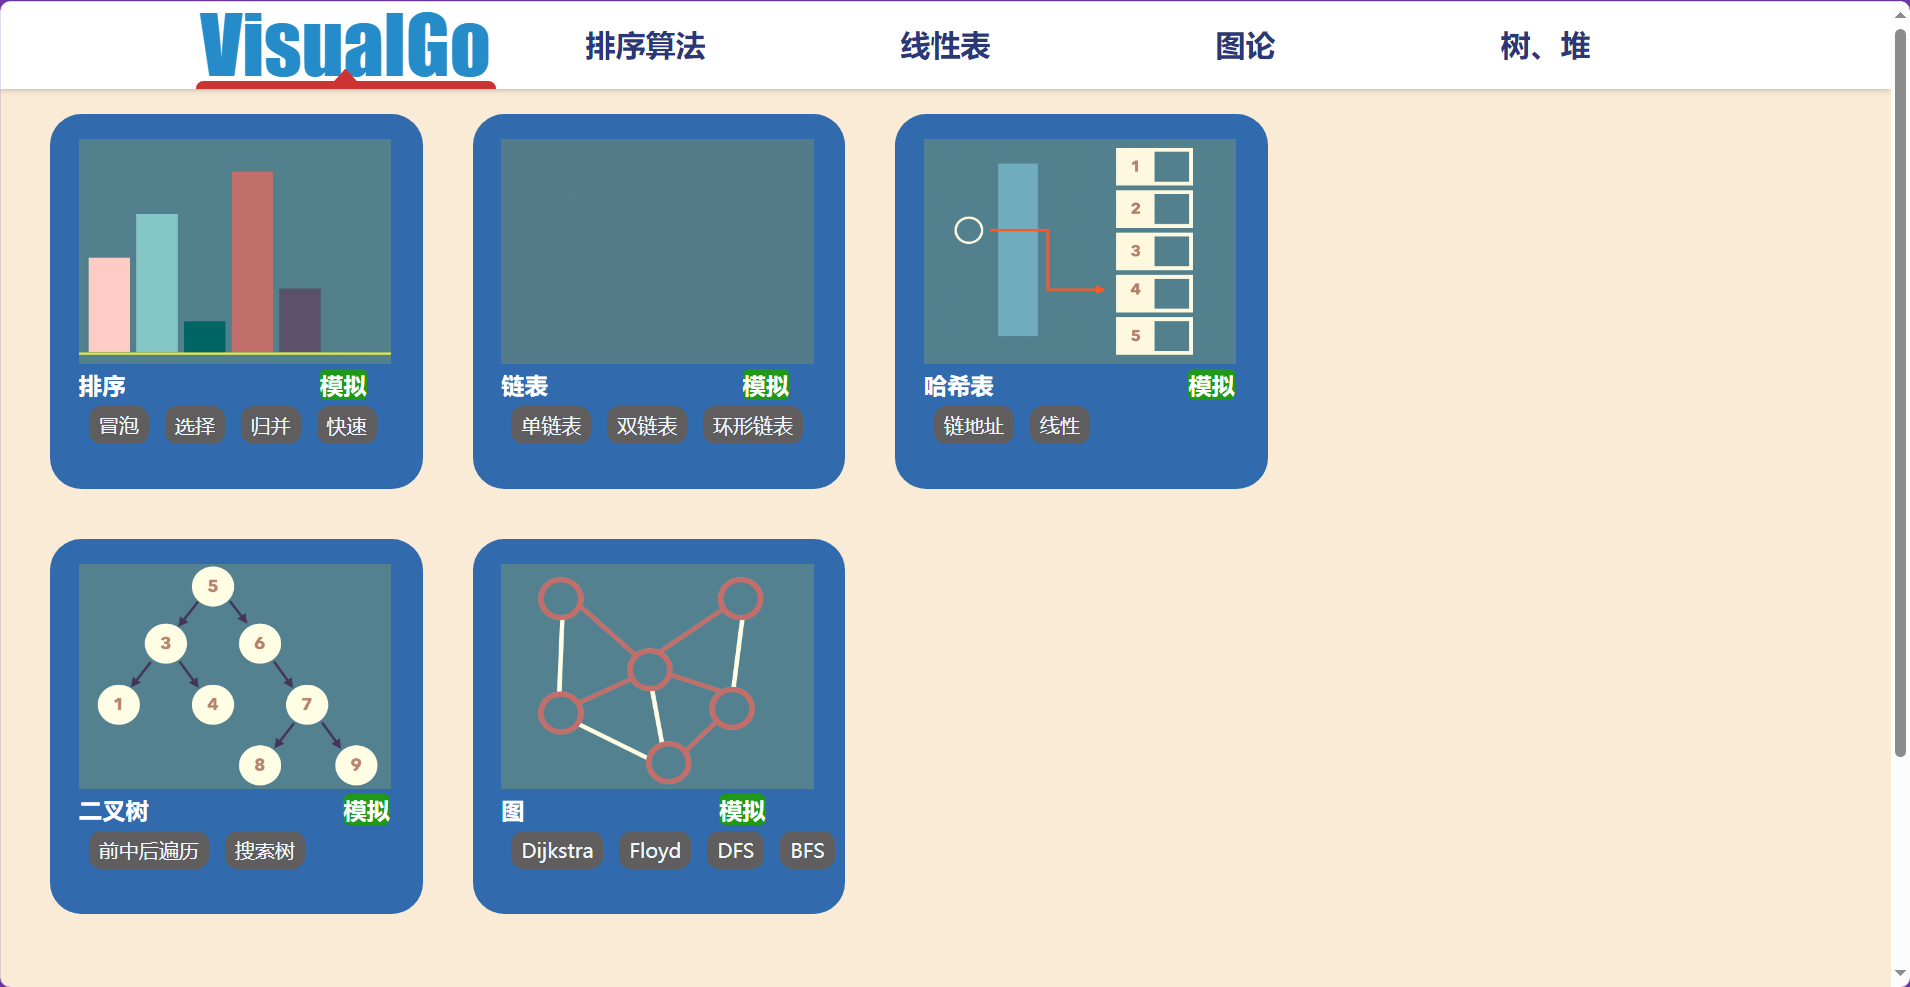 VisualGo 排序算法 线性表 图论 树、堆
1
2
3
4
5
排序 模拟
冒泡 选择 归并 快速
链表 模拟
单链表 双链表 环形链表
哈希表 模拟
链地址 线性
5
3 6
1 4 7
8 9
二叉树 模拟
前中后遍历 搜索树
图 模拟
Dijkstra Floyd DFS BFS